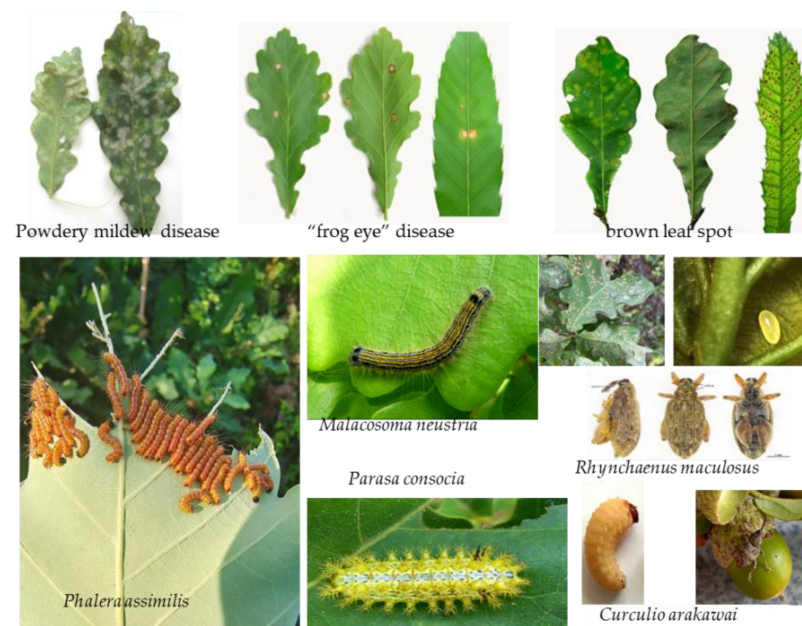 Powdery mildew disease
“frog eye” disease
brown leaf spot
Malacosoma neustria
Rhynchaenus maculosus
Parasa consocia
Phalera assimilis
Curculio arakawai